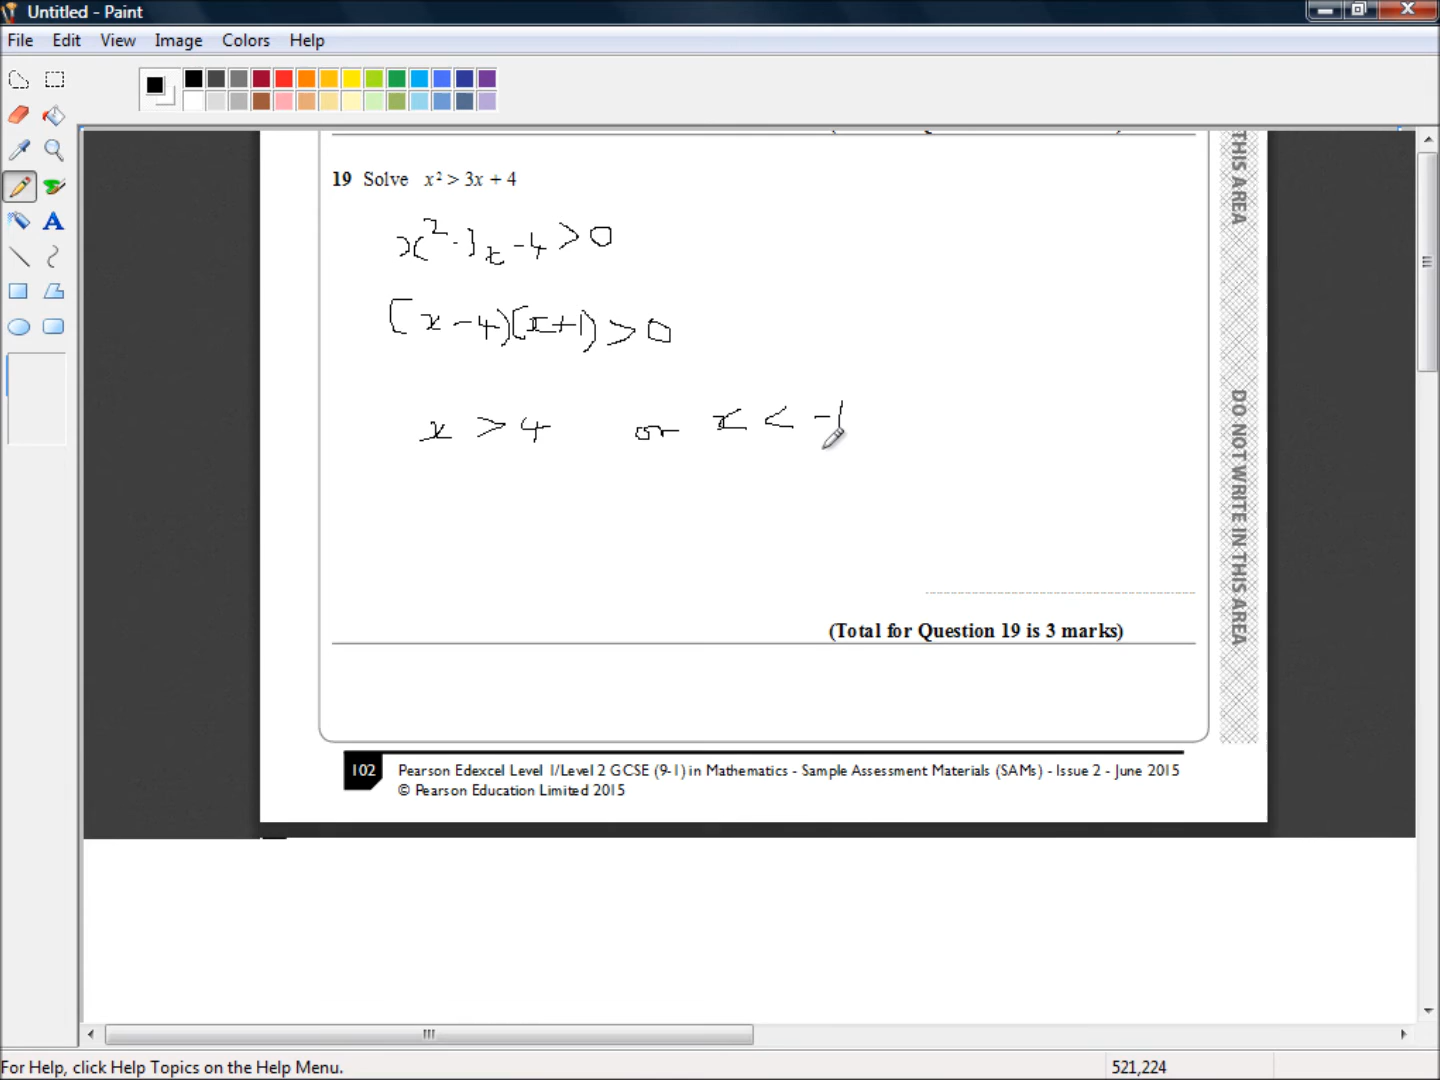 Untitled - Paint
File Edit View Image Colors Help
19 Solve x² > 3x + 4
x² - 3x - 4 > 0
(x - 4)(x + 1) > 0
x > 4 or x < -1
(Total for Question 19 is 3 marks)
THIS AREA
DO NOT WRITE IN THIS AREA
102 Pearson Edexcel Level 1/Level 2 GCSE (9-1) in Mathematics - Sample Assessment Materials (SAMs) - Issue 2 - June 2015
© Pearson Education Limited 2015
For Help, click Help Topics on the Help Menu.
521,224